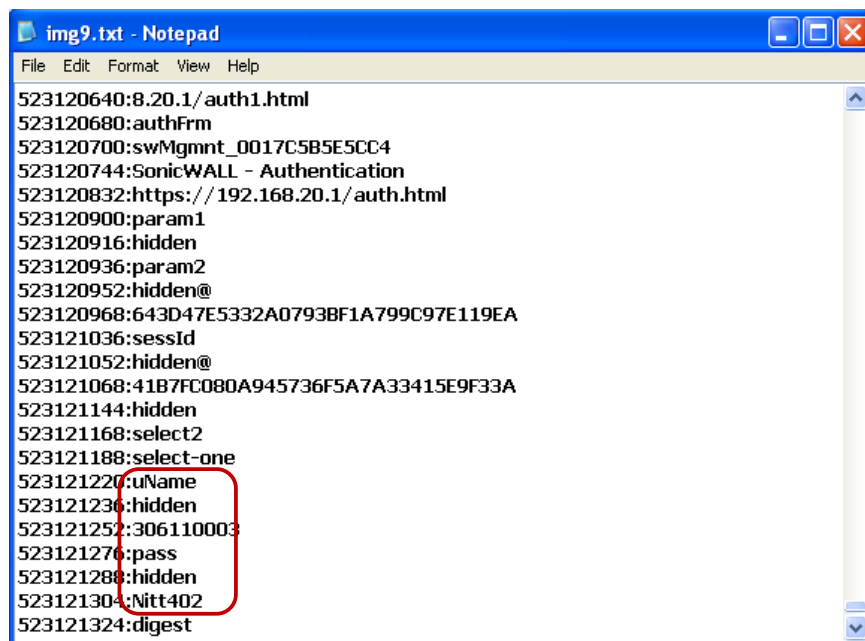 img9.txt - Notepad
File Edit Format View Help
523120640:8.20.1/auth1.html
523120680:authFrm
523120700:swMgmnt_0017C5B5E5CC4
523120744:SonicWALL - Authentication
523120832:https://192.168.20.1/auth.html
523120900:param1
523120916:hidden
523120936:param2
523120952:hidden@
523120968:643D47E5332A0793BF1A799C97E119EA
523121036:sessId
523121052:hidden@
523121068:41B7FC080A945736F5A7A33415E9F33A
523121144:hidden
523121168:select2
523121188:select-one
523121220:uName
523121236:hidden
523121252:306110003
523121276:pass
523121288:hidden
523121304:Nitt402
523121324:digest